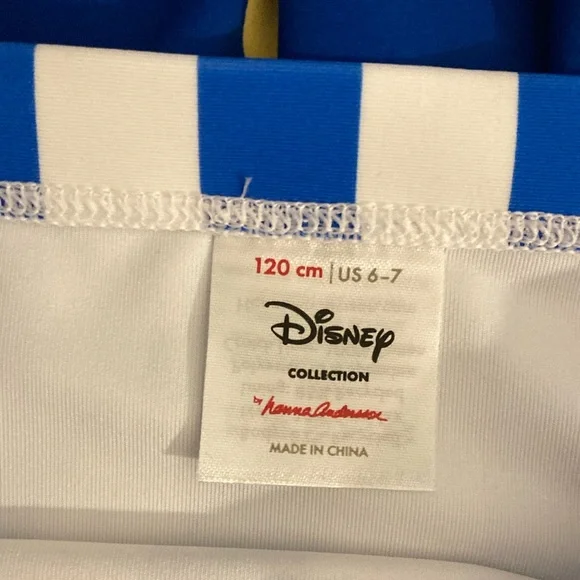 120 cm | US 6-7
Disney
COLLECTION
by hanna Andersson
MADE IN CHINA